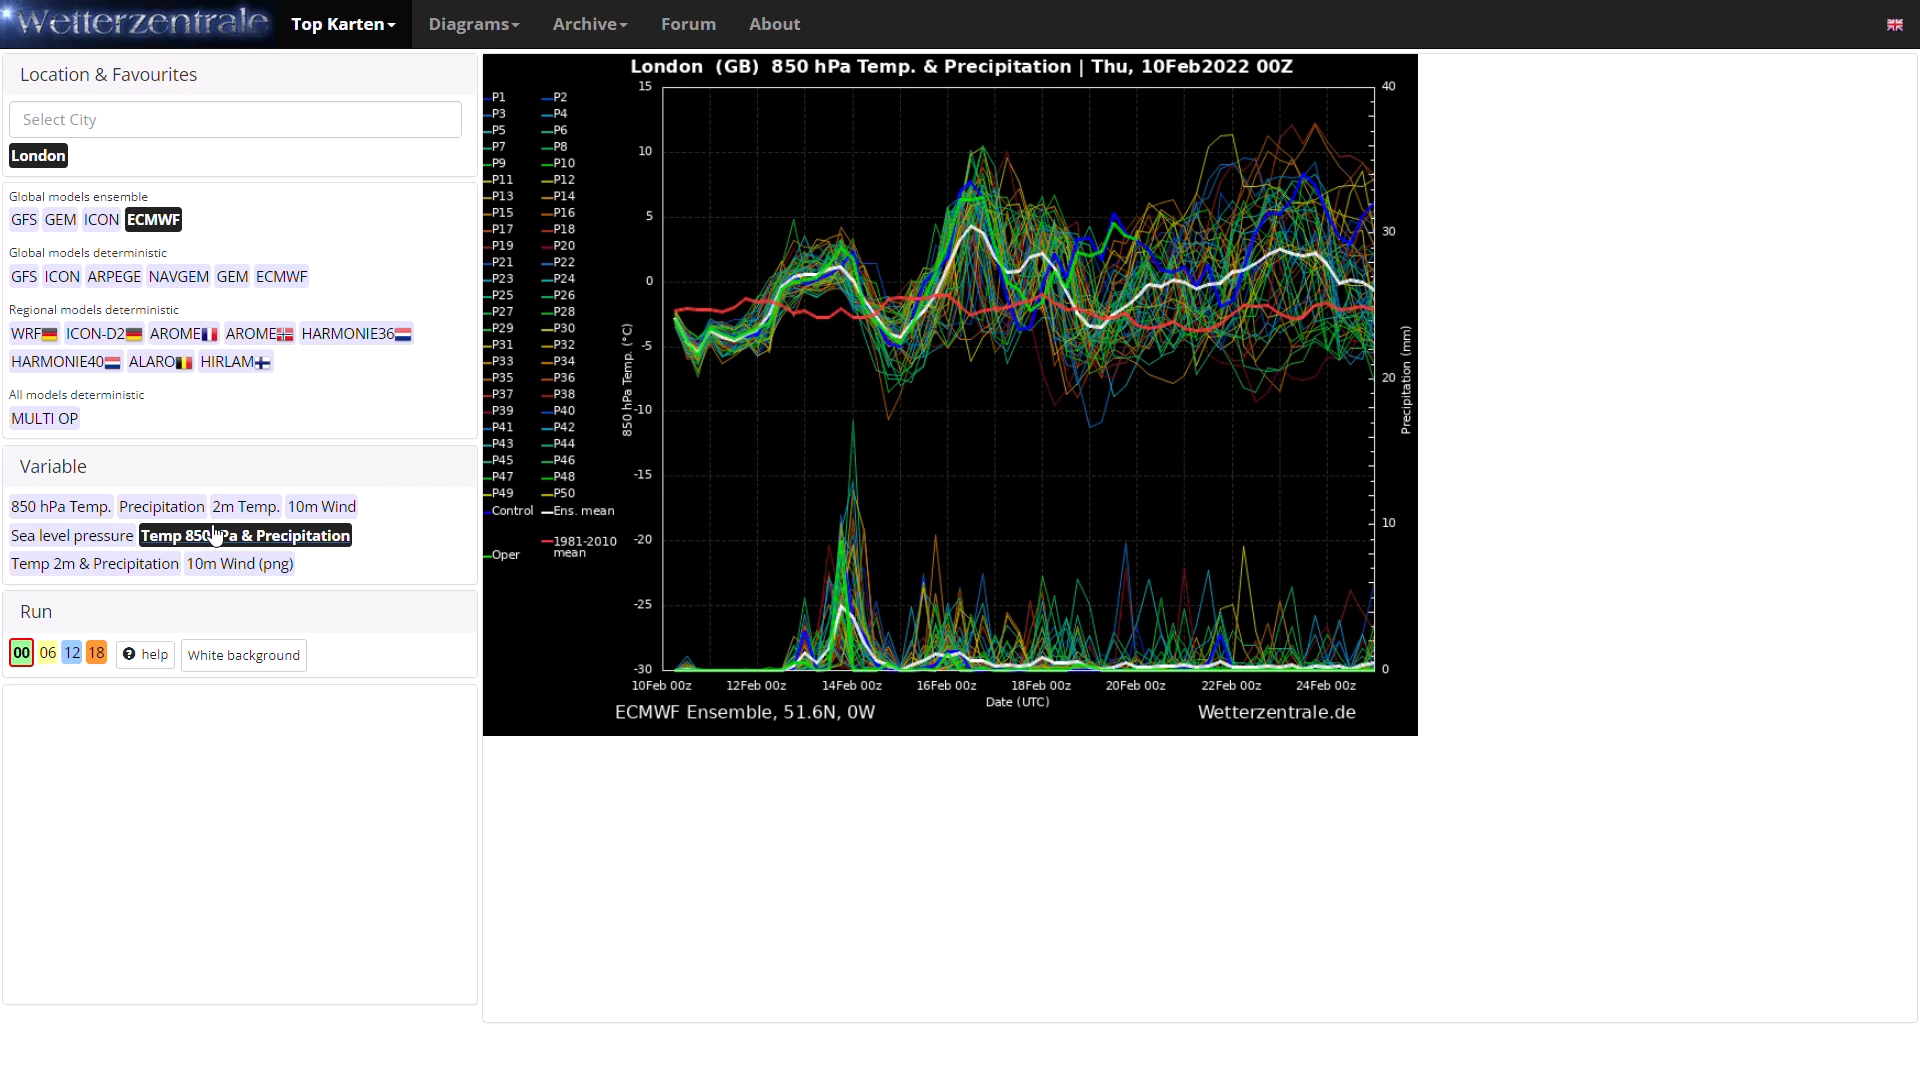 Wetterzentrale
Top Karten
Diagrams
Archive
Forum
About
Location & Favourites
Select City
London
Global models ensemble
GFS GEM ICON ECMWF
Global models deterministic
GFS ICON ARPEGE NAVGEM GEM ECMWF
Regional models deterministic
WRF ICON-D2 AROME AROME HARMONIE36
HARMONIE40 ALARO HIRLAM
All models deterministic
MULTI OP
Variable
850 hPa Temp. Precipitation 2m Temp. 10m Wind
Sea level pressure Temp 850 Pa & Precipitation
Temp 2m & Precipitation 10m Wind (png)
Run
00 06 12 18 help White background
London (GB) 850 hPa Temp. & Precipitation | Thu, 10Feb2022 00Z
P1 P2
P3 P4
P5 P6
P7 P8
P9 P10
P11 P12
P13 P14
P15 P16
P17 P18
P19 P20
P21 P22
P23 P24
P25 P26
P27 P28
P29 P30
P31 P32
P33 P34
P35 P36
P37 P38
P39 P40
P41 P42
P43 P44
P45 P46
P47 P48
P49 P50
Control Ens. mean
Oper 1981-2010
mean
850 hPa Temp. (°C)
15
10
5
0
-5
-10
-15
-20
-25
-30
40
30
20
10
0
Precipitation (mm)
10Feb 00z 12Feb 00z 14Feb 00z 16Feb 00z 18Feb 00z 20Feb 00z 22Feb 00z 24Feb 00z
Date (UTC)
ECMWF Ensemble, 51.6N, 0W
Wetterzentrale.de